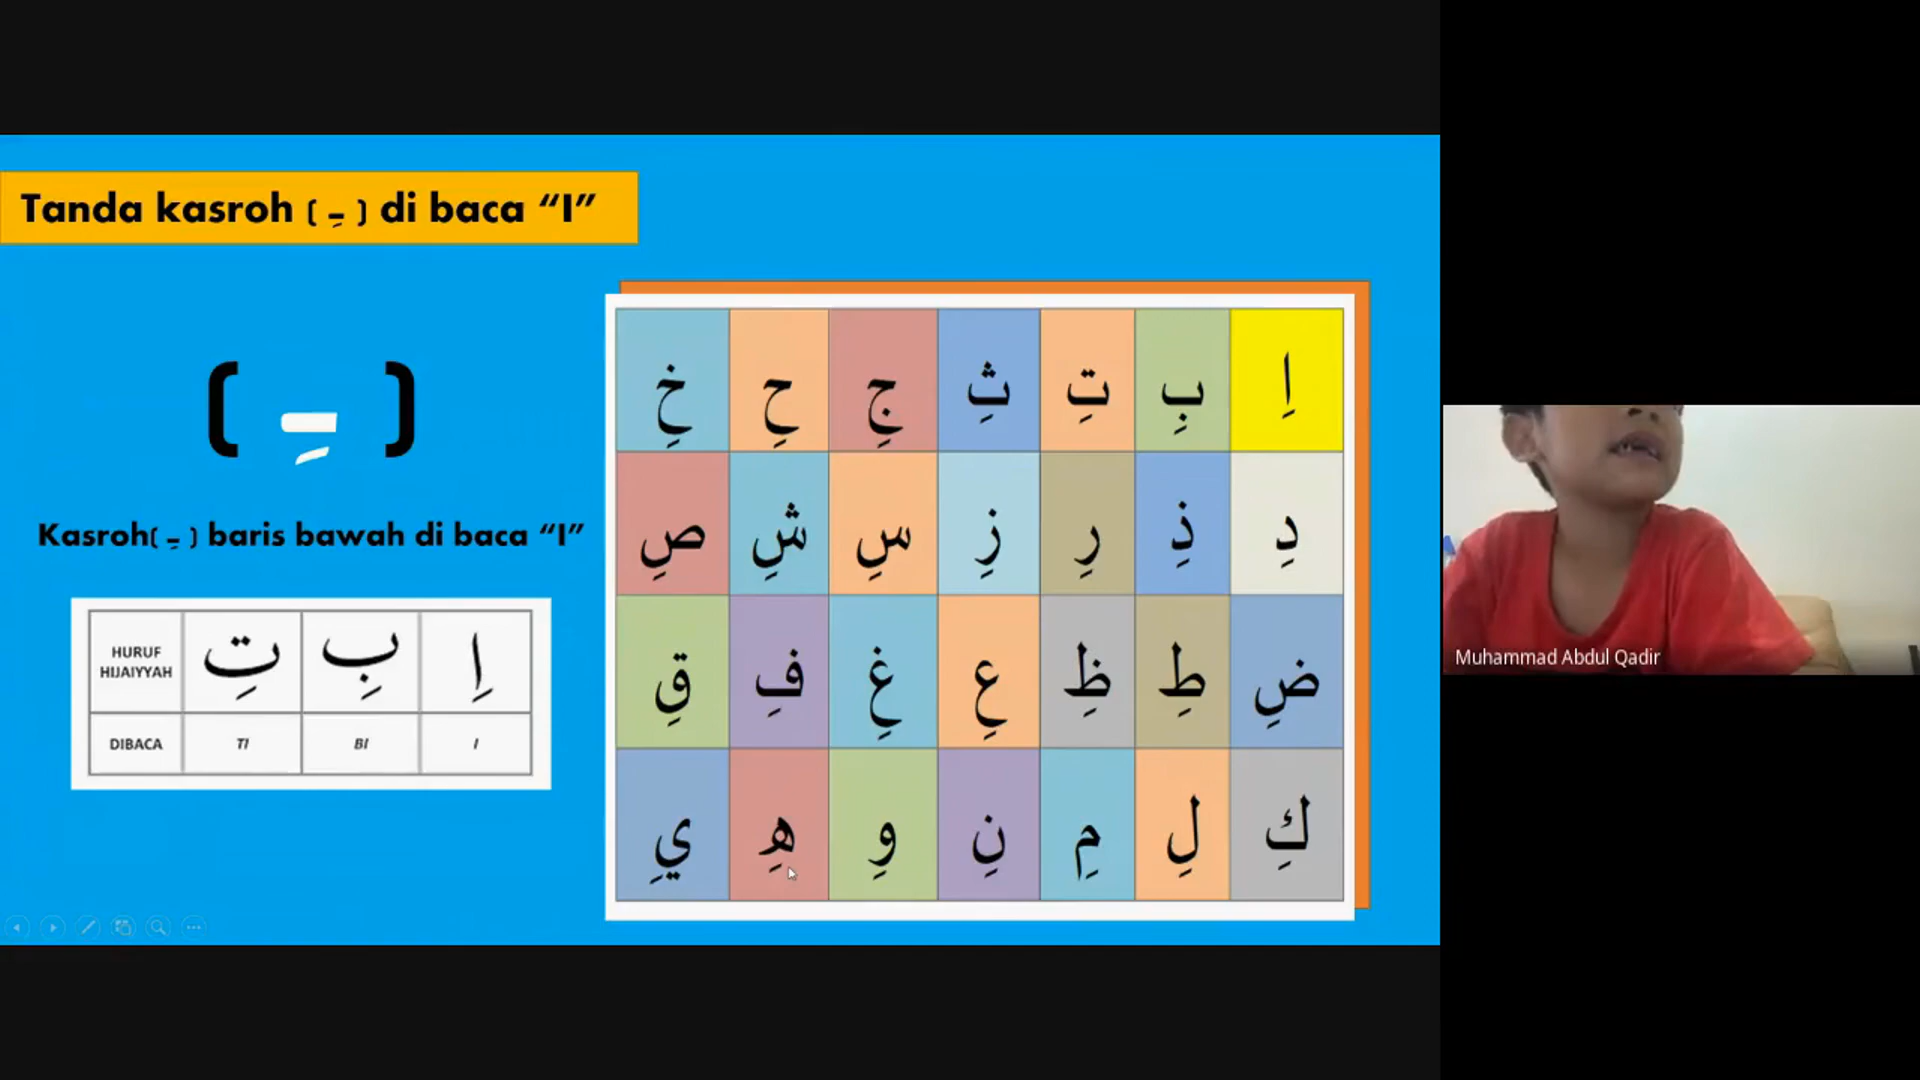 Tanda kasroh ( ـِ ) di baca “I”
( ـِ )
Kasroh( ـِ ) baris bawah di baca “I”
HURUF HIJAIYYAH تِ بِ اِ
DIBACA TI BI I
اِ بِ تِ ثِ جِ حِ خِ
دِ ذِ رِ زِ سِ شِ صِ
ضِ طِ ظِ عِ غِ فِ قِ
كِ لِ مِ نِ وِ هِ يِ
Muhammad Abdul Qadir